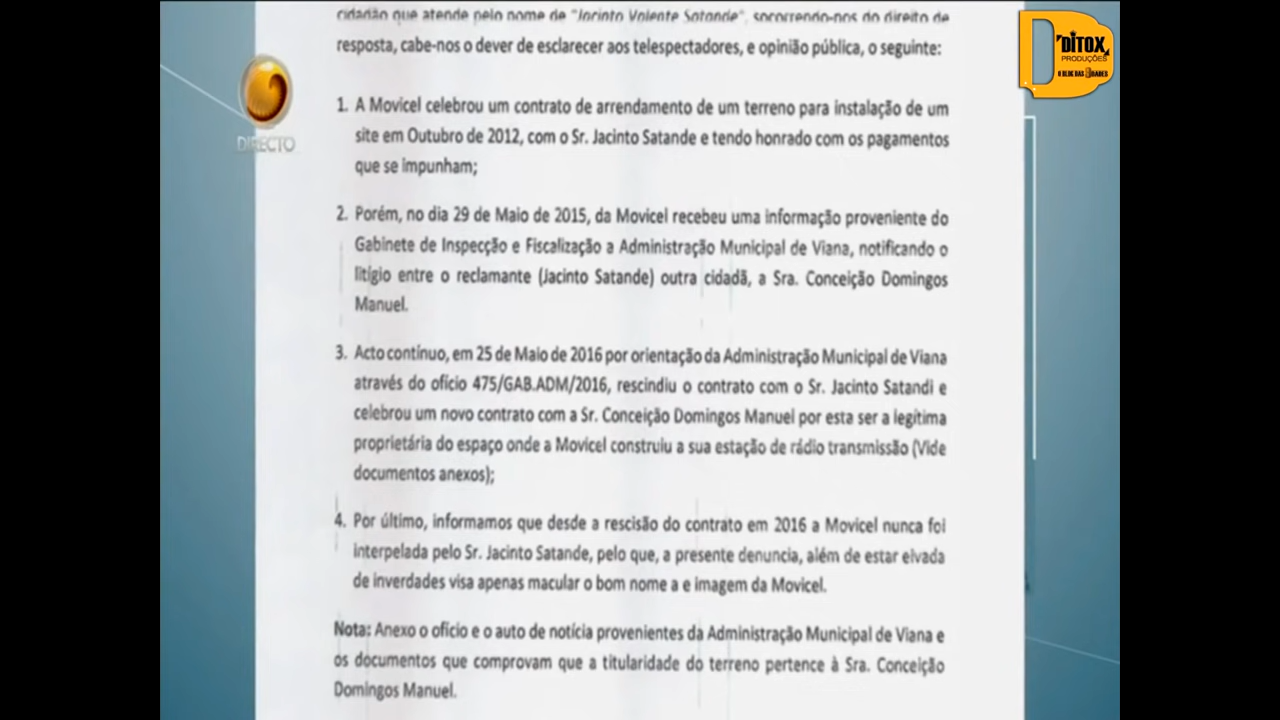 cidadão que atende pelo nome de "Jacinto Valente Satande", socorrendo-nos do direito de
resposta, cabe-nos o dever de esclarecer aos telespectadores, e opinião pública, o seguinte:
1. A Movicel celebrou um contrato de arrendamento de um terreno para instalação de um
site em Outubro de 2012, com o Sr. Jacinto Satande e tendo honrado com os pagamentos
que se impunham;
2. Porém, no dia 29 de Maio de 2015, da Movicel recebeu uma informação proveniente do
Gabinete de Inspecção e Fiscalização a Administração Municipal de Viana, notificando o
litígio entre o reclamante (Jacinto Satande) outra cidadã, a Sra. Conceição Domingos
Manuel.
3. Acto contínuo, em 25 de Maio de 2016 por orientação da Administração Municipal de Viana
através do ofício 475/GAB.ADM/2016, rescindiu o contrato com o Sr. Jacinto Satandi e
celebrou um novo contrato com a Sr. Conceição Domingos Manuel por esta ser a legítima
proprietária do espaço onde a Movicel construiu a sua estação de rádio transmissão (Vide
documentos anexos);
4. Por último, informamos que desde a rescisão do contrato em 2016 a Movicel nunca foi
interpelada pelo Sr. Jacinto Satande, pelo que, a presente denuncia, além de estar eivada
de inverdades visa apenas macular o bom nome a e imagem da Movicel.
Nota: Anexo o ofício e o auto de notícia provenientes da Administração Municipal de Viana e
os documentos que comprovam que a titularidade do terreno pertence à Sra. Conceição
Domingos Manuel.
DIRECTO
DITOX
PRODUÇÕES
O BLOG DAS BDADES